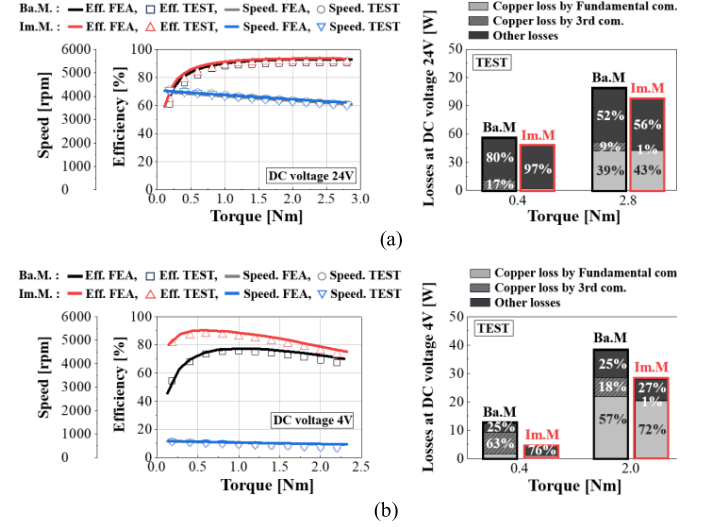 Ba.M. : Eff. FEA, Eff. TEST, Speed. FEA, Speed. TEST
Im.M. : Eff. FEA, Eff. TEST, Speed. FEA, Speed. TEST
Copper loss by Fundamental com.
Copper loss by 3rd com.
Other losses
Speed [rpm]
6000
5000
4000
3000
2000
1000
0
Efficiency [%]
100
80
60
40
20
0
DC voltage 24V
0.0 0.5 1.0 1.5 2.0 2.5 3.0
Torque [Nm]
Losses at DC voltage 24V [W]
50
20
90
60
30
0
TEST
Ba.M Im.M
80%
17%
97%
Ba.M Im.M
52%
9%
39%
56%
1%
43%
0.4 2.8
Torque [Nm]
(a)
Ba.M. : Eff. FEA, Eff. TEST, Speed. FEA, Speed. TEST
Im.M. : Eff. FEA, Eff. TEST, Speed. FEA, Speed. TEST
Copper loss by Fundamental com
Copper loss by 3rd com.
Other losses
Speed [rpm]
6000
5000
4000
3000
2000
1000
0
Efficiency [%]
100
80
60
40
20
0
DC voltage 4V
0.0 0.5 1.0 1.5 2.0 2.5
Torque [Nm]
Losses at DC voltage 4V [W]
50
40
30
20
10
0
TEST
Ba.M
25%
63%
Im.M
76%
Ba.M
25%
18%
57%
Im.M
27%
1%
72%
0.4 2.0
Torque [Nm]
(b)